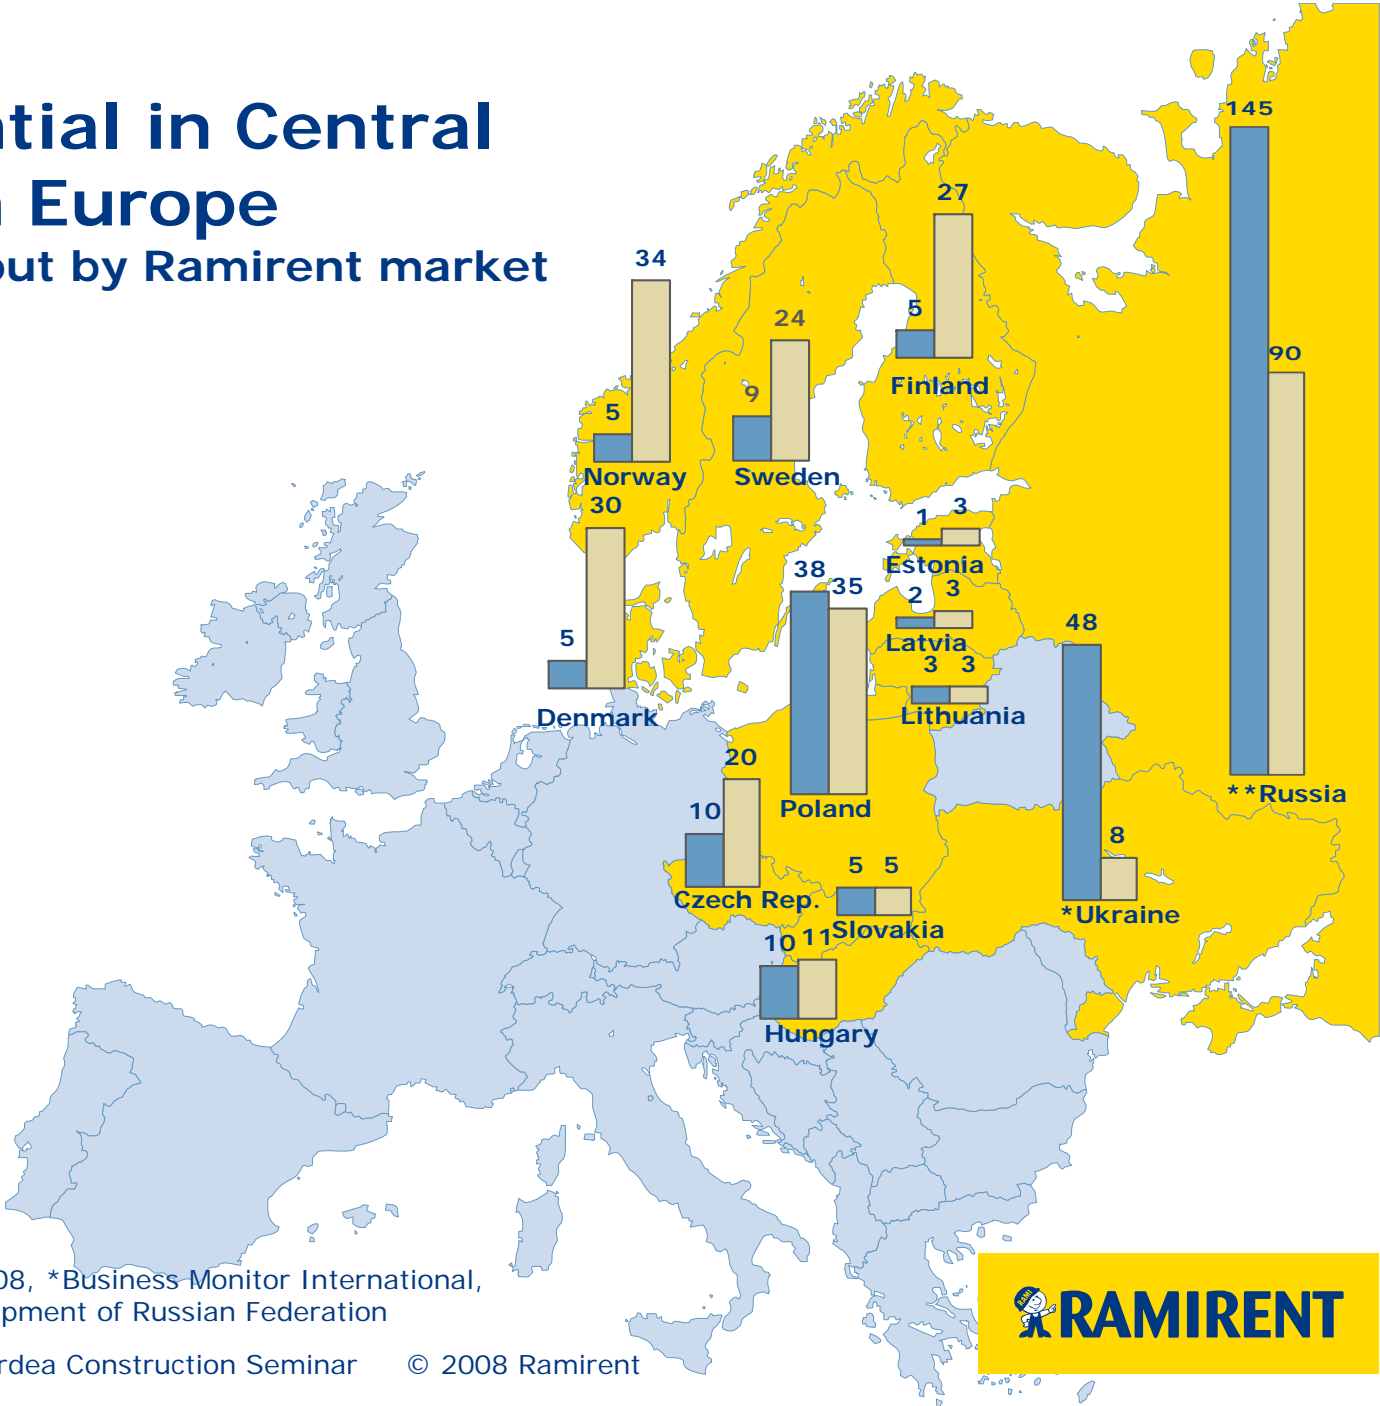 ntial in Central
n Europe
out by Ramirent market
145
27
34
24
5
90
9
Finland
5
Norway
Sweden
30
1 3
Estonia
38
35
2 3
Latvia
48
5
3 3
Lithuania
Denmark
20
**Russia
Poland
10
8
5 5
Czech Rep.
*Ukraine
Sløvakia
10 11
Hungary
08, *Business Monitor International,
opment of Russian Federation
rdea Construction Seminar © 2008 Ramirent
RAMI
RAMIRENT